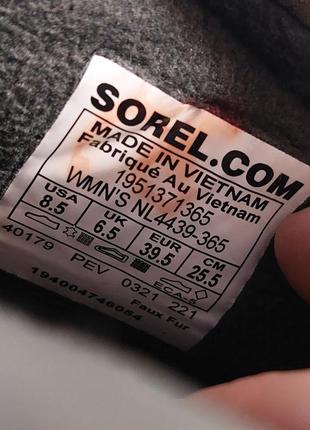 SOREL.COM
MADE IN VIETNAM
Fabriqué Au Vietnam
1951371365
WMN'S NL4439-365
USA UK EUR CM
8.5 6.5 39.5 25.5
ECA-S
40179 PEV 0321 221
194004746054
Faux Fur